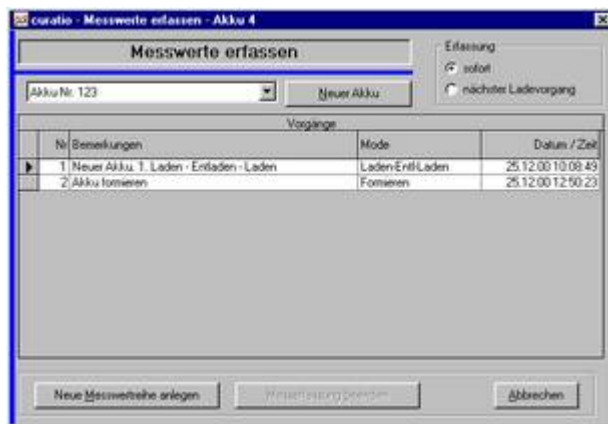 curatio - Messwerte erfassen - Akku 4
Messwerte erfassen
Erfassung
sofort
nächster Ladevorgang
Akku Nr. 123
Neuer Akku
Vorgänge
Nr Bemerkungen Mode Datum / Zeit
1 Neuer Akku. 1. Laden - Entladen - Laden Laden-Entl-Laden 25.12.00 10:08:49
2 Akku formieren Formieren 25.12.00 12:50:23
Neue Messwertreihe anlegen
Abbrechen